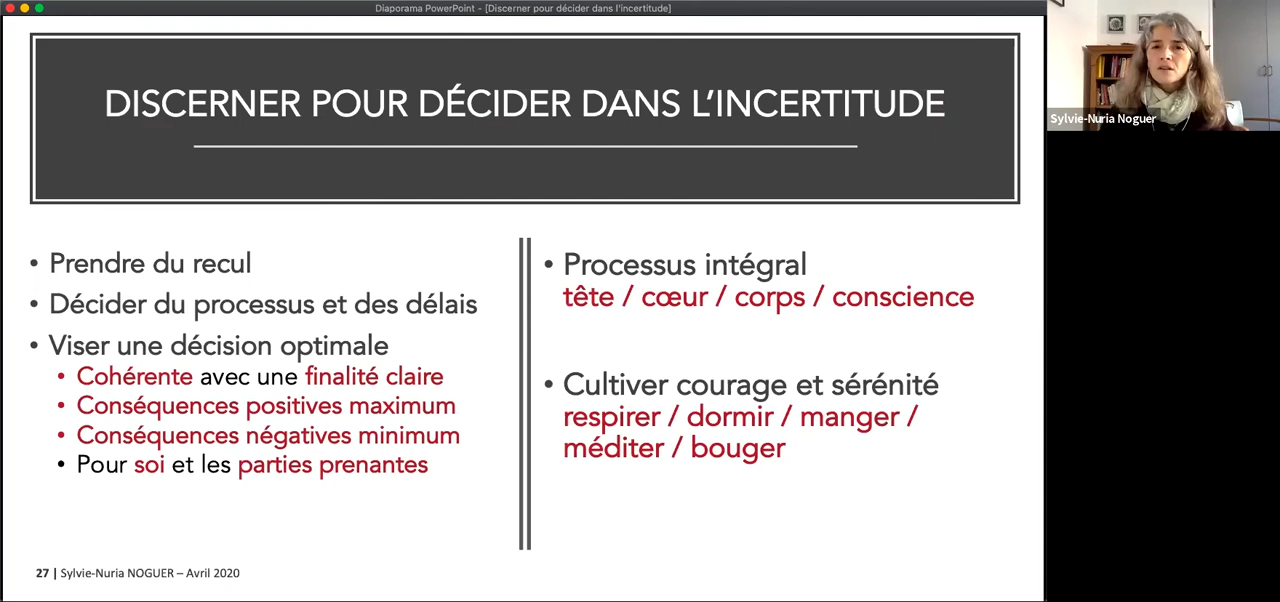 Diaporama PowerPoint - [Discerner pour décider dans l'incertitude]
DISCERNER POUR DÉCIDER DANS L’INCERTITUDE
• Prendre du recul
• Décider du processus et des délais
• Viser une décision optimale
• Cohérente avec une finalité claire
• Conséquences positives maximum
• Conséquences négatives minimum
• Pour soi et les parties prenantes
• Processus intégral
tête / cœur / corps / conscience
• Cultiver courage et sérénité
respirer / dormir / manger /
méditer / bouger
27 | Sylvie-Nuria NOGUER – Avril 2020
Sylvie-Nuria Noguer